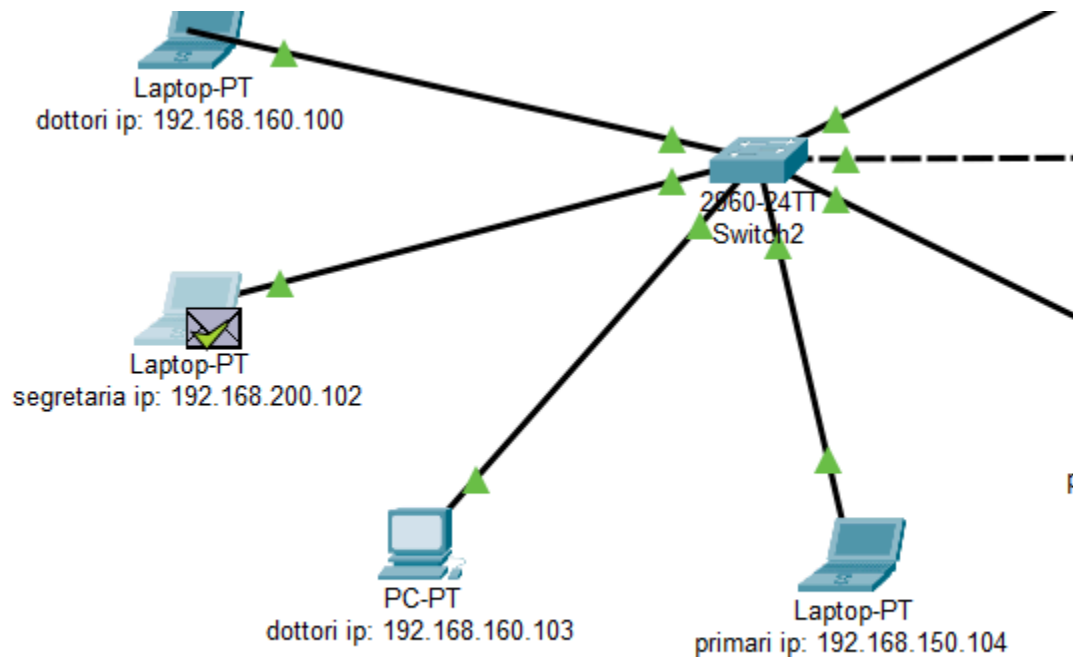 Laptop-PT
dottori ip: 192.168.160.100
2960-24TT
Switch2
Laptop-PT
segretaria ip: 192.168.200.102
PC-PT
dottori ip: 192.168.160.103
Laptop-PT
primari ip: 192.168.150.104